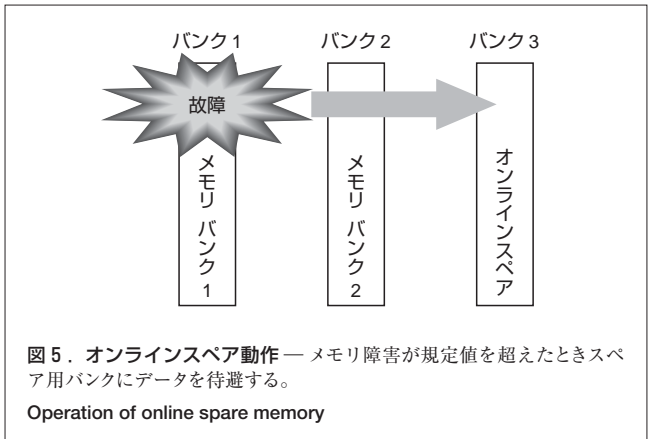 バンク 1
バンク 2
バンク 3
故障
メモリ バンク 1
メモリ バンク 2
オンラインスペア
図 5．オンラインスペア動作 ― メモリ障害が規定値を超えたときスペ
ア用バンクにデータを待避する。
Operation of online spare memory